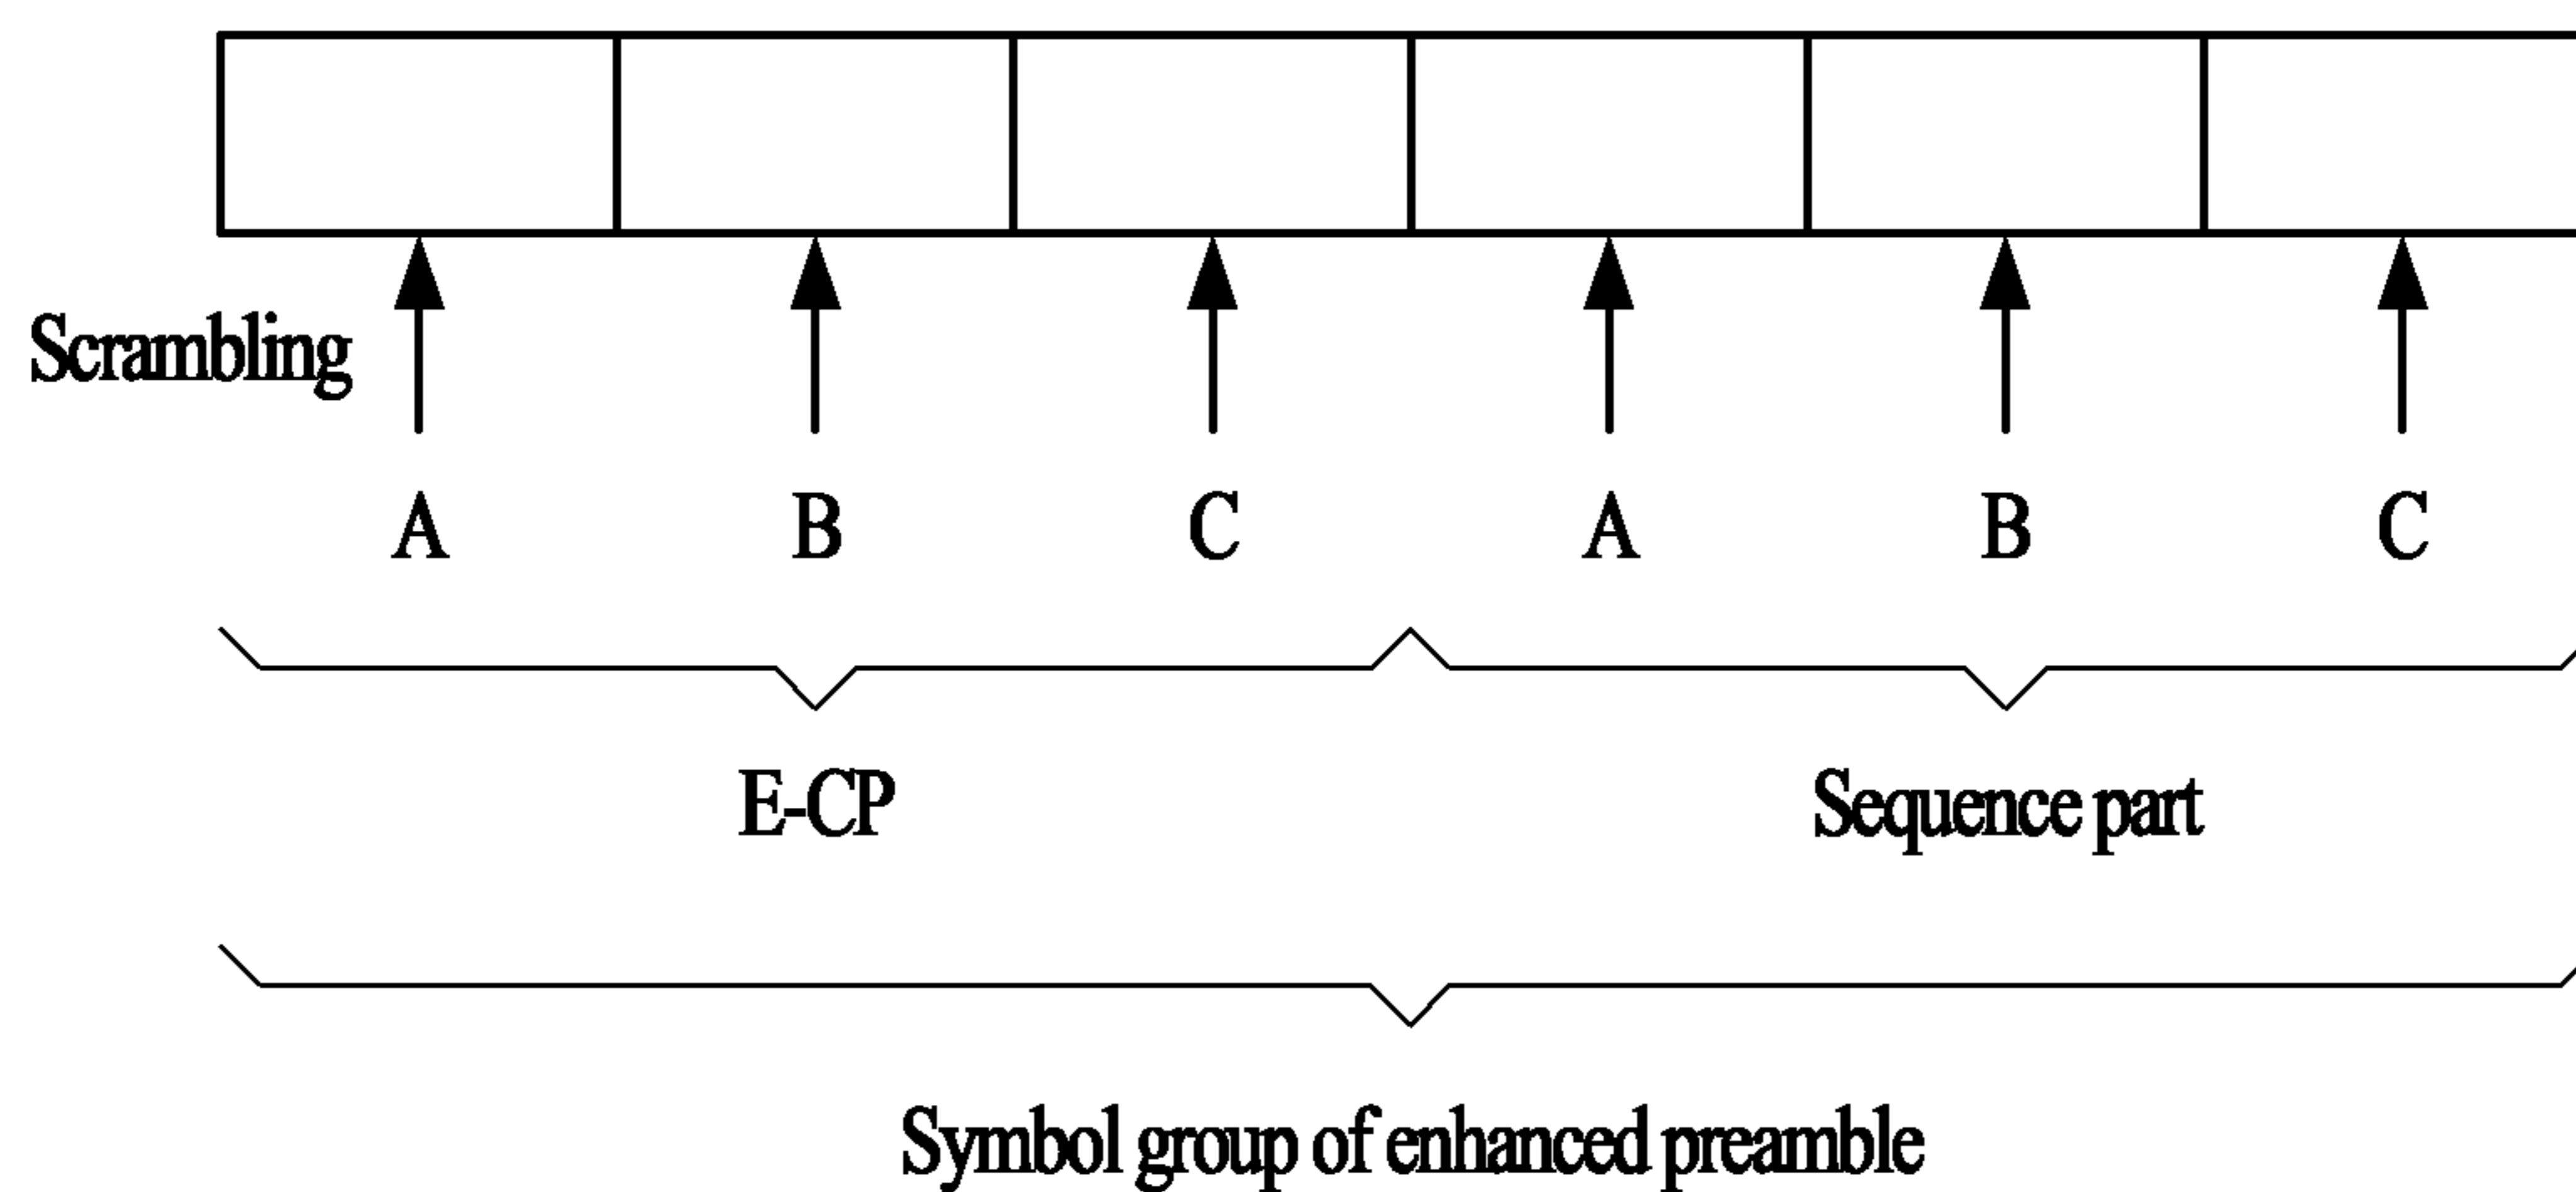 Scrambling
A B C A B C
E-CP Sequence part
Symbol group of enhanced preamble